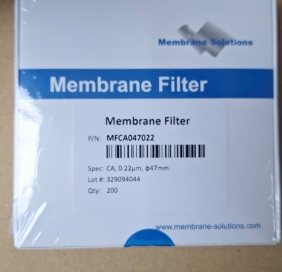 Membrane Solutions
Membrane Filter
Membrane Filter
P/N: MFCA047022
Spec: CA, 0.22μm, ф47mm
Lot #: 329094044
Qty: 200
www.membrane-solutions.com